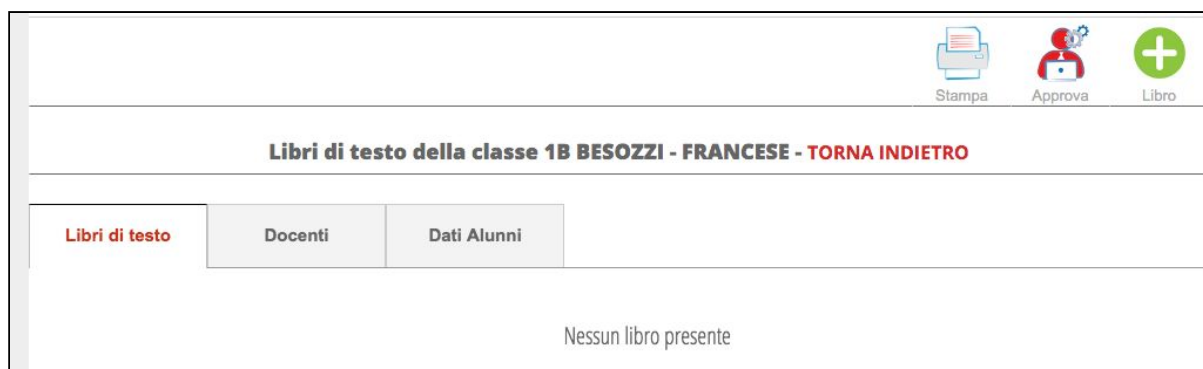 Stampa Approva Libro
Libri di testo della classe 1B BESOZZI - FRANCESE - TORNA INDIETRO
Libri di testo Docenti Dati Alunni
Nessun libro presente